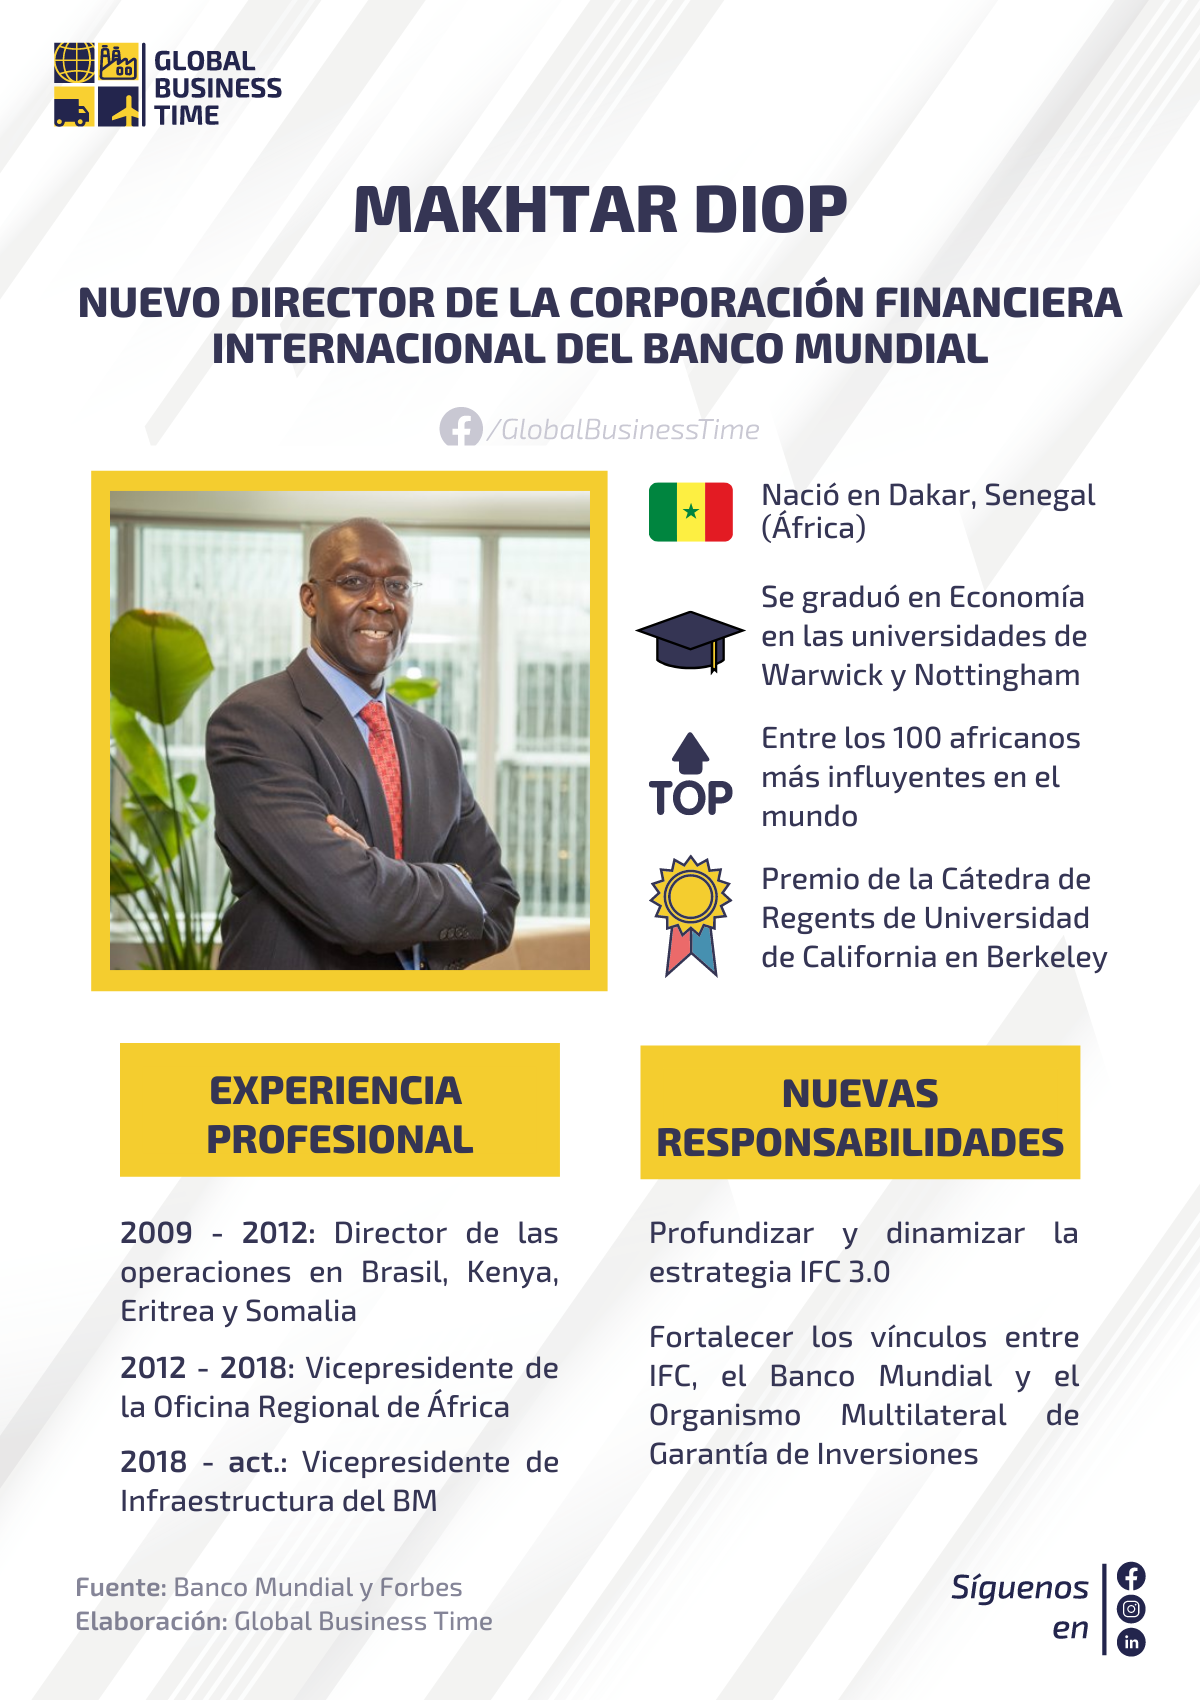 GLOBAL
BUSINESS
TIME
MAKHTAR DIOP
NUEVO DIRECTOR DE LA CORPORACIÓN FINANCIERA
INTERNACIONAL DEL BANCO MUNDIAL
/GlobalBusinessTime
Nació en Dakar, Senegal
(África)
Se graduó en Economía
en las universidades de
Warwick y Nottingham
TOP
Entre los 100 africanos
más influyentes en el
mundo
Premio de la Cátedra de
Regents de Universidad
de California en Berkeley
EXPERIENCIA
PROFESIONAL
2009 - 2012: Director de las
operaciones en Brasil, Kenya,
Eritrea y Somalia
2012 - 2018: Vicepresidente de
la Oficina Regional de África
2018 - act.: Vicepresidente de
Infraestructura del BM
NUEVAS
RESPONSABILIDADES
Profundizar y dinamizar la
estrategia IFC 3.0
Fortalecer los vínculos entre
IFC, el Banco Mundial y el
Organismo Multilateral de
Garantía de Inversiones
Fuente: Banco Mundial y Forbes
Elaboración: Global Business Time
Síguenos
en